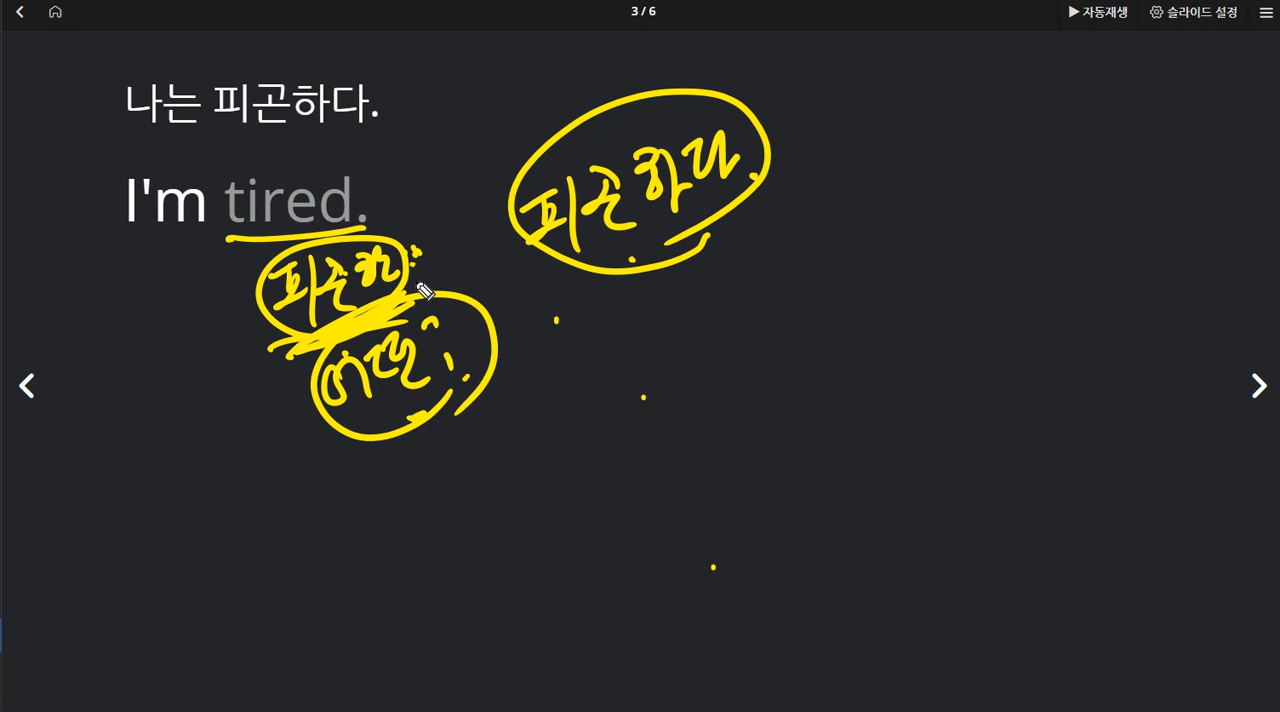 3 / 6
자동재생
슬라이드 설정
나는 피곤하다.
I'm tired.
피곤하다
피곤한